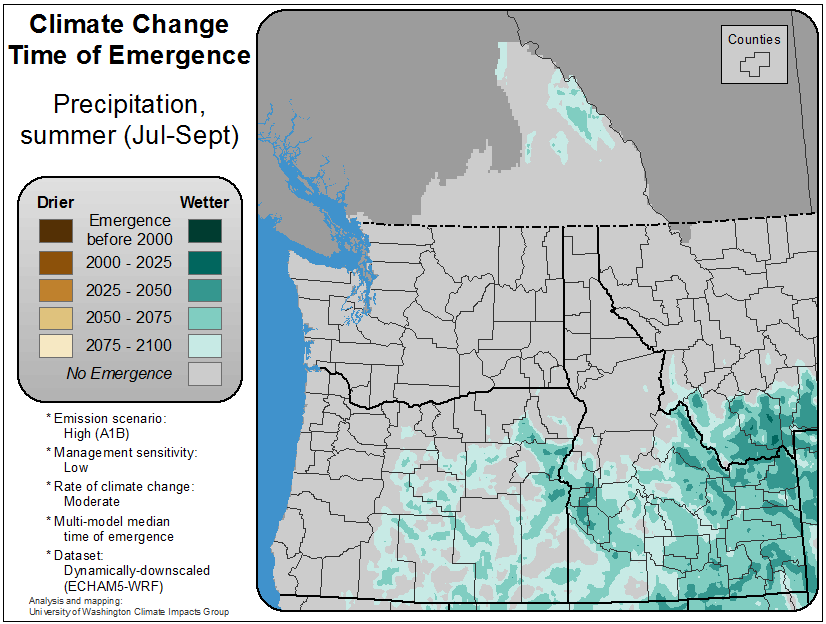 Climate Change
Time of Emergence
Precipitation,
summer (Jul-Sept)
Drier
Wetter
Emergence
before 2000
2000 - 2025
2025 - 2050
2050 - 2075
2075 - 2100
No Emergence
* Emission scenario:
High (A1B)
* Management sensitivity:
Low
* Rate of climate change:
Moderate
* Multi-model median
time of emergence
* Dataset:
Dynamically-downscaled
(ECHAM5-WRF)
Analysis and mapping:
University of Washington Climate Impacts Group
Counties